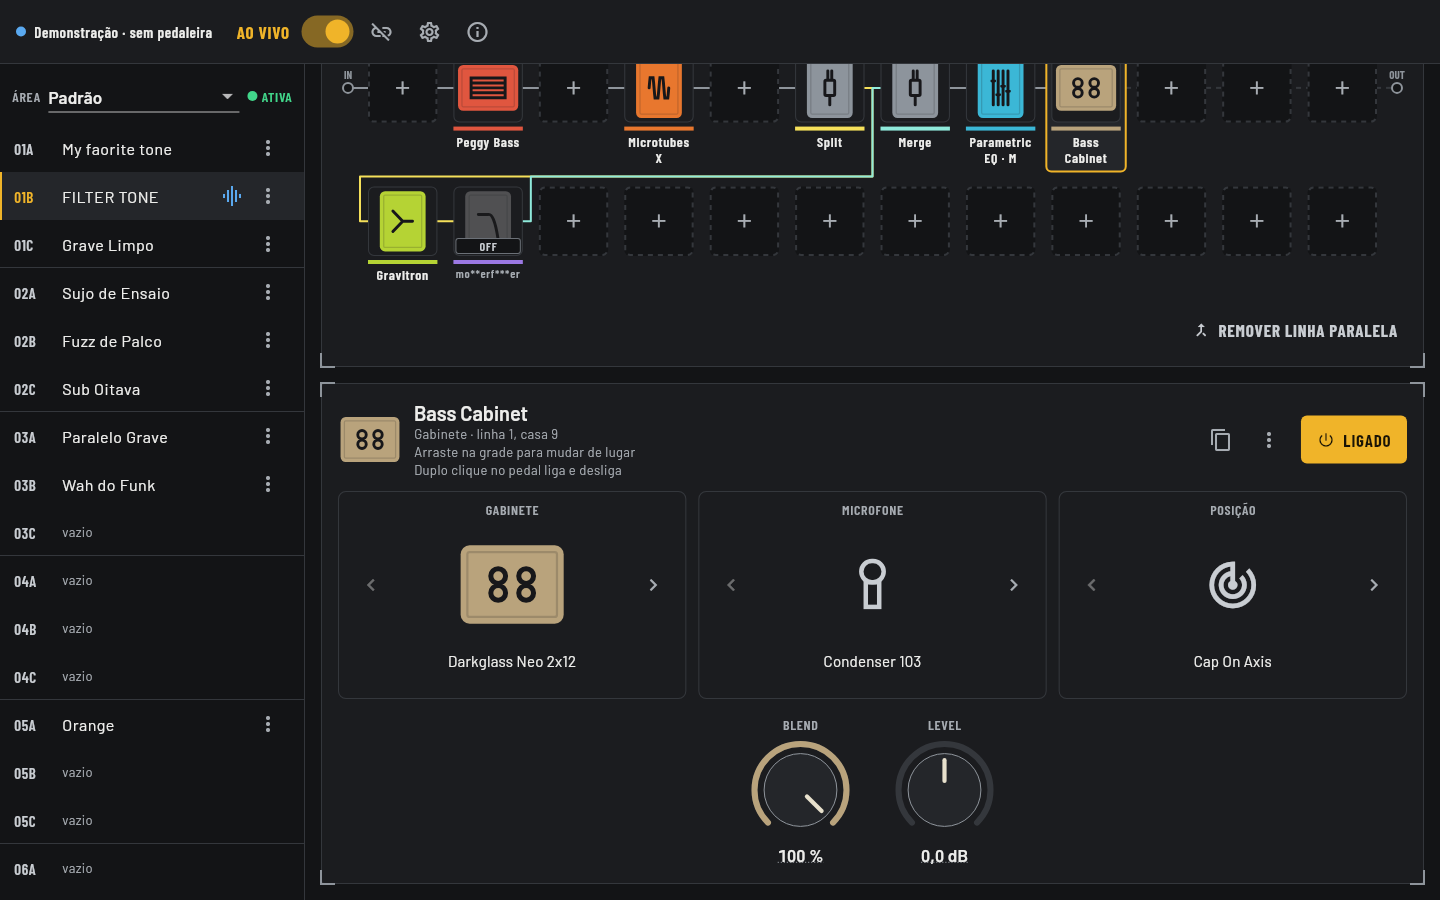 Demonstração · sem pedaleira
AO VIVO
ÁREA Padrão
ATIVA
01A My faorite tone
01B FILTER TONE
01C Grave Limpo
02A Sujo de Ensaio
02B Fuzz de Palco
02C Sub Oitava
03A Paralelo Grave
03B Wah do Funk
03C vazio
04A vazio
04B vazio
04C vazio
05A Orange
05B vazio
05C vazio
06A vazio
IN
OUT
Peggy Bass
Microtubes
X
Split
Merge
Parametric
EQ · M
88
Bass
Cabinet
Gravitron
OFF
mo**erf***er
REMOVER LINHA PARALELA
88
Bass Cabinet
Gabinete · linha 1, casa 9
Arraste na grade para mudar de lugar
Duplo clique no pedal liga e desliga
LIGADO
GABINETE
88
Darkglass Neo 2x12
MICROFONE
Condenser 103
POSIÇÃO
Cap On Axis
BLEND
100 %
LEVEL
0,0 dB